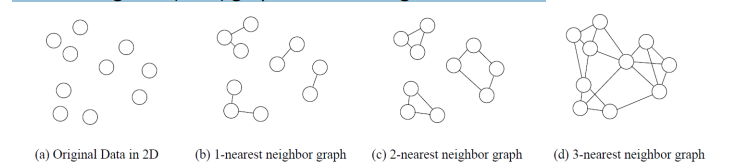 (a) Original Data in 2D
(b) 1-nearest neighbor graph
(c) 2-nearest neighbor graph
(d) 3-nearest neighbor graph